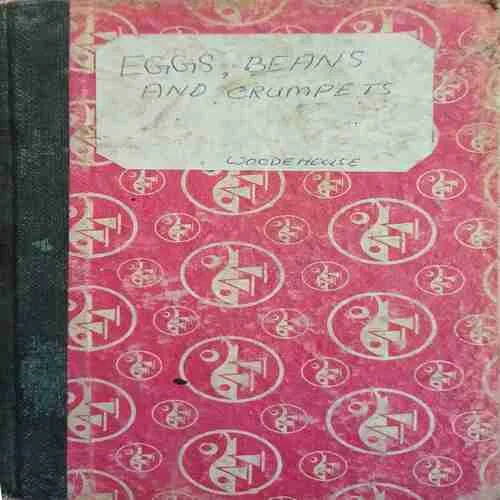 EGGS, BEANS
AND CRUMPETS
WOODEHOUSE